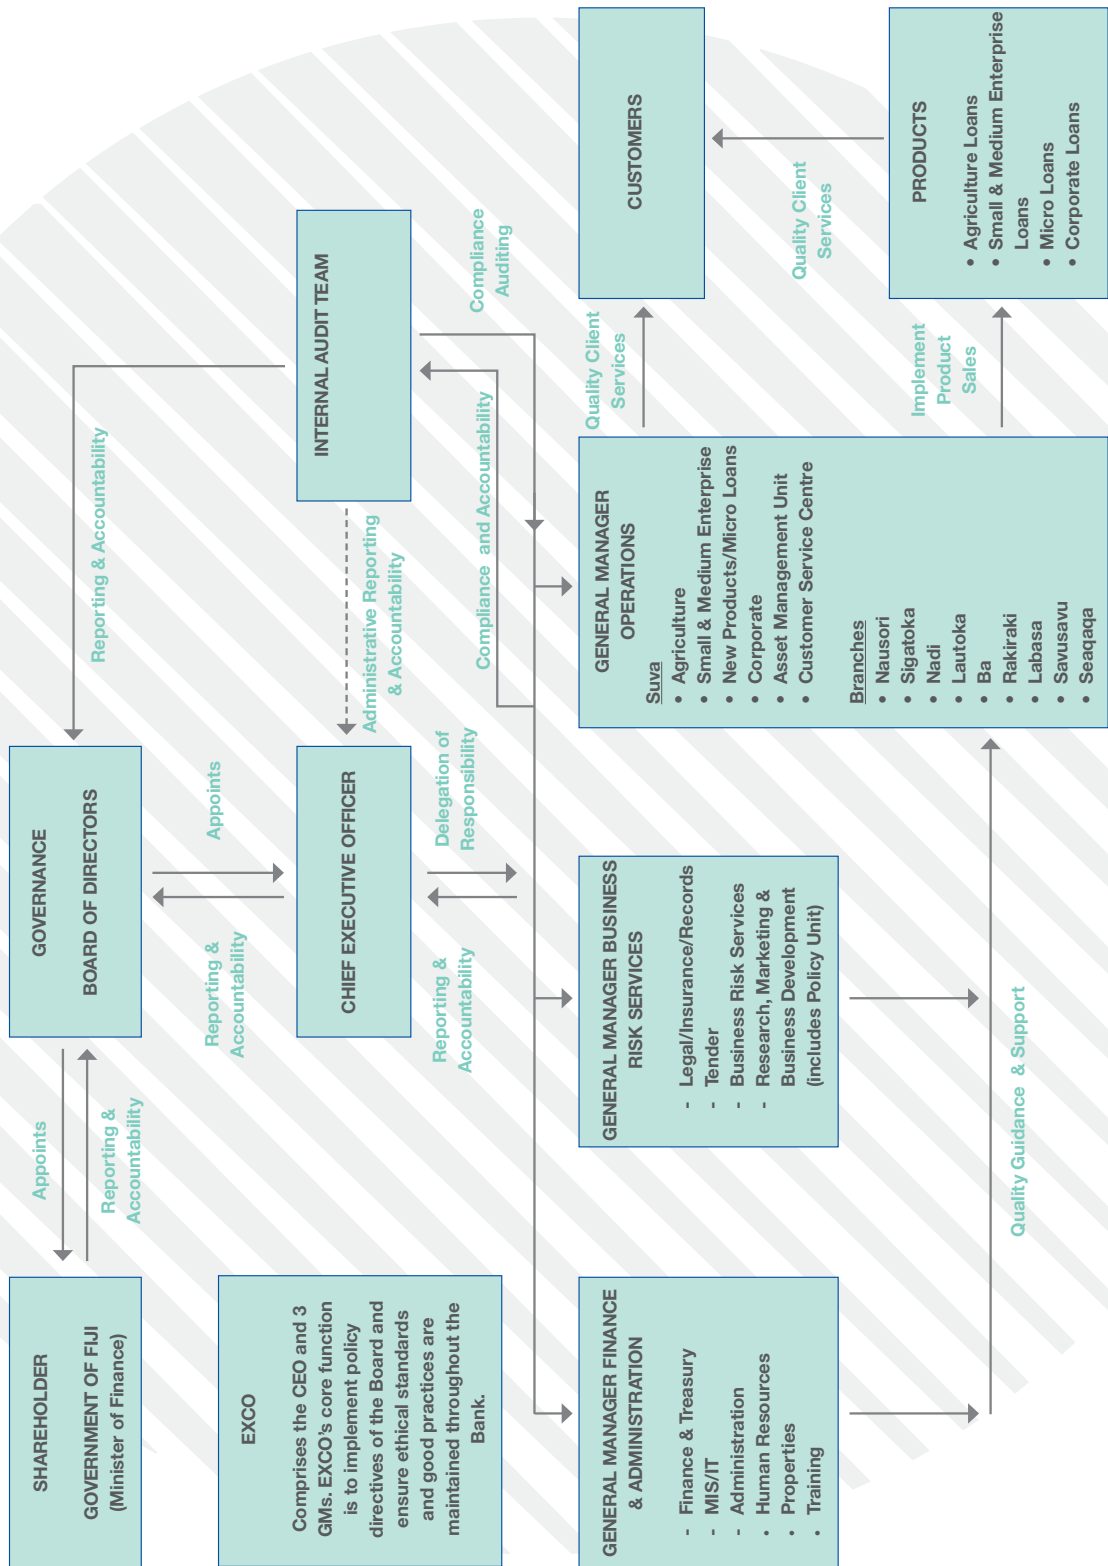 SHAREHOLDER
GOVERNMENT OF FIJI
(Minister of Finance)
Appoints
Reporting &
Accountability
GOVERNANCE
BOARD OF DIRECTORS
Reporting & Accountability
EXCO
Comprises the CEO and 3
GMs. EXCO's core function
is to implement policy
directives of the Board and
ensure ethical standards
and good practices are
maintained throughout the
Bank.
Reporting &
Accountability
Appoints
CHIEF EXECUTIVE OFFICER
Administrative Reporting
& Accountability
INTERNAL AUDIT TEAM
Reporting &
Accountability
Delegation of
Responsibility
Compliance and Accountability
Compliance
Auditing
GENERAL MANAGER FINANCE
& ADMINISTRATION
- Finance & Treasury
- MIS/IT
- Administration
• Human Resources
• Properties
• Training
GENERAL MANAGER BUSINESS
RISK SERVICES
- Legal/Insurance/Records
- Tender
- Business Risk Services
- Research, Marketing &
Business Development
(includes Policy Unit)
GENERAL MANAGER
OPERATIONS
Suva
• Agriculture
• Small & Medium Enterprise
• New Products/Micro Loans
• Corporate
• Asset Management Unit
• Customer Service Centre
Branches
• Nausori
• Sigatoka
• Nadi
• Lautoka
• Ba
• Rakiraki
• Labasa
• Savusavu
• Seaqaqa
Quality Client
Services
CUSTOMERS
Quality Client
Services
Implement
Product
Sales
PRODUCTS
• Agriculture Loans
• Small & Medium Enterprise
Loans
• Micro Loans
• Corporate Loans
Quality Guidance & Support